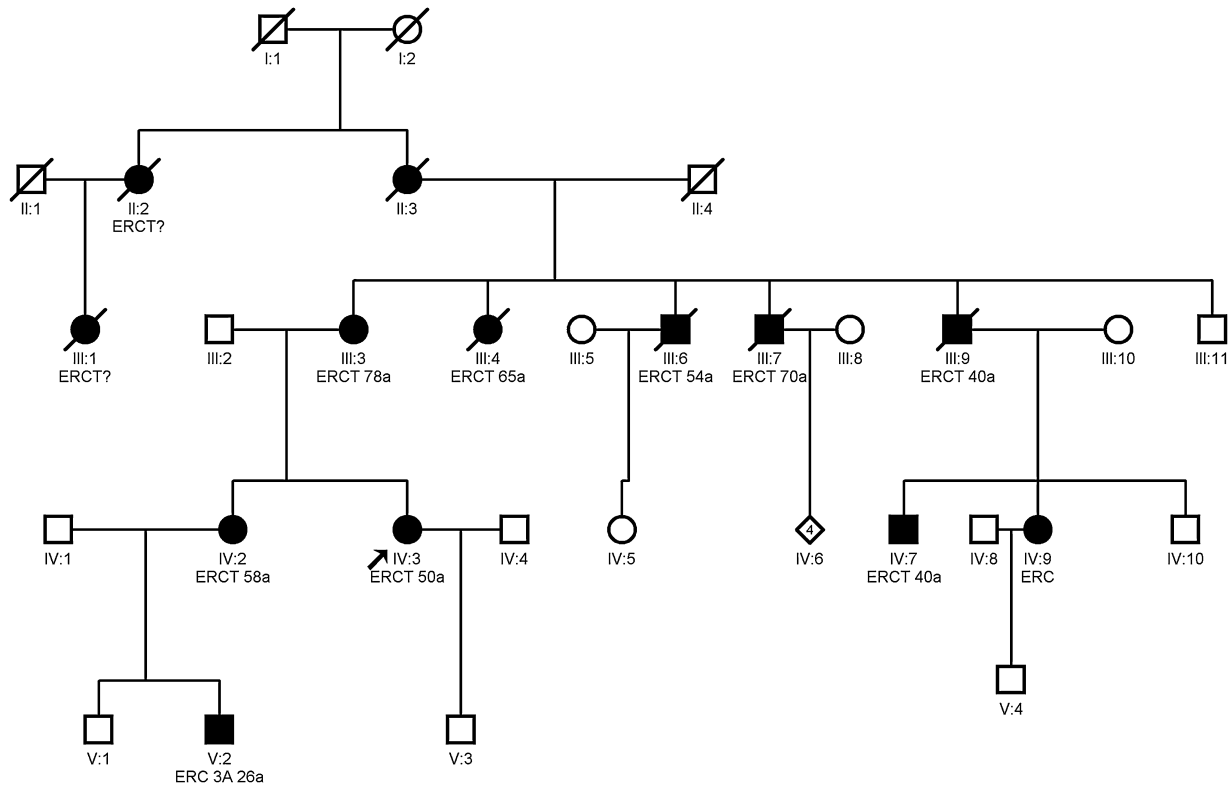 I:1
I:2
II:1
II:2
ERCT?
II:3
II:4
III:1
ERCT?
III:2
III:3
ERCT 78a
III:4
ERCT 65a
III:5
III:6
ERCT 54a
III:7
ERCT 70a
III:8
III:9
ERCT 40a
III:10
III:11
IV:1
IV:2
ERCT 58a
IV:3
ERCT 50a
IV:4
IV:5
4
IV:6
IV:7
ERCT 40a
IV:8
IV:9
ERC
IV:10
V:1
V:2
ERC 3A 26a
V:3
V:4